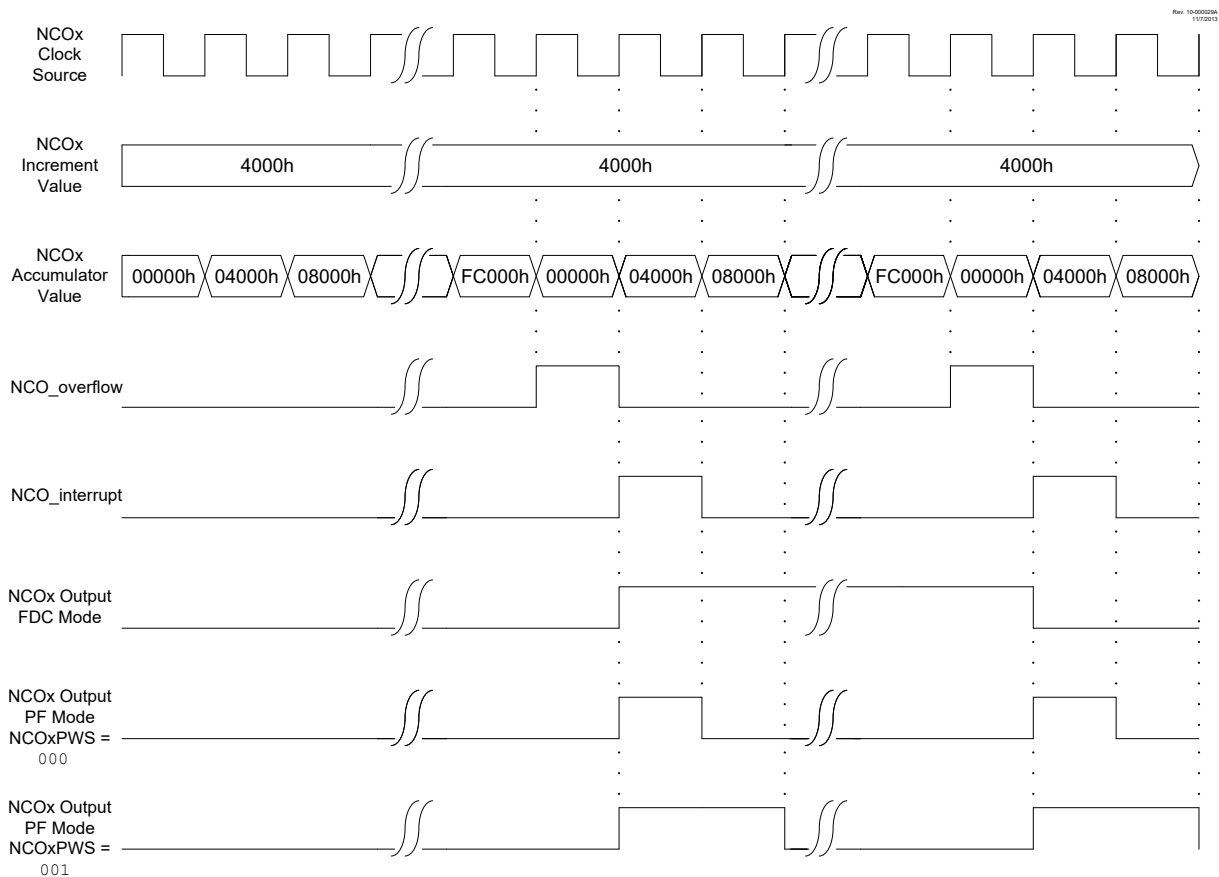 Rev. 10-000029A
11/7/2013
NCOx
Clock
Source
NCOx
Increment
Value
4000h
4000h
4000h
NCOx
Accumulator
Value
00000h 04000h 08000h FC000h 00000h 04000h 08000h FC000h 00000h 04000h 08000h
NCO_overflow
NCO_interrupt
NCOx Output
FDC Mode
NCOx Output
PF Mode
NCOxPWS =
000
NCOx Output
PF Mode
NCOxPWS =
001